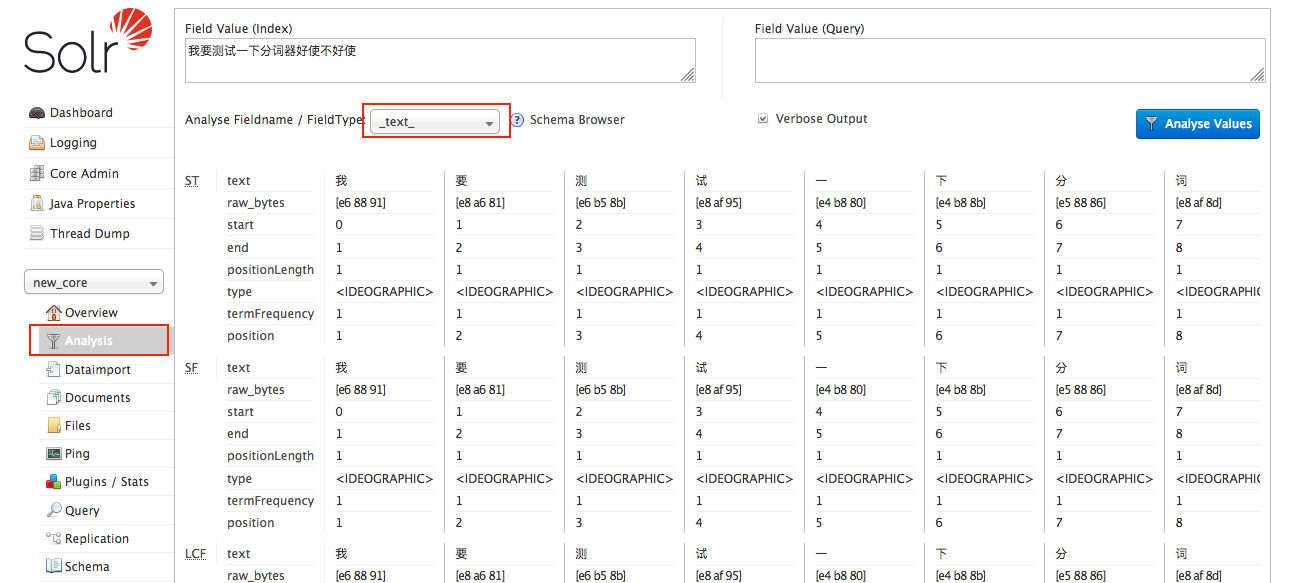 Solr
Dashboard
Logging
Core Admin
Java Properties
Thread Dump
new_core
Overview
Analysis
Dataimport
Documents
Files
Ping
Plugins / Stats
Query
Replication
Schema
Field Value (Index)
我要测试一下分词器好使不好使
Field Value (Query)
Analyse Fieldname / FieldType: _text_ ? Schema Browser
Verbose Output
Analyse Values
ST text 我 要 测 试 一 下 分 词
raw_bytes [e6 88 91] [e8 a6 81] [e6 b5 8b] [e8 af 95] [e4 b8 80] [e4 b8 8b] [e5 88 86] [e8 af 8d]
start 0 1 2 3 4 5 6 7
end 1 2 3 4 5 6 7 8
positionLength 1 1 1 1 1 1 1 1
type <IDEOGRAPHIC> <IDEOGRAPHIC> <IDEOGRAPHIC> <IDEOGRAPHIC> <IDEOGRAPHIC> <IDEOGRAPHIC> <IDEOGRAPHIC> <IDEOGRAPHI
termFrequency 1 1 1 1 1 1 1 1
position 1 2 3 4 5 6 7 8
SF text 我 要 测 试 一 下 分 词
raw_bytes [e6 88 91] [e8 a6 81] [e6 b5 8b] [e8 af 95] [e4 b8 80] [e4 b8 8b] [e5 88 86] [e8 af 8d]
start 0 1 2 3 4 5 6 7
end 1 2 3 4 5 6 7 8
positionLength 1 1 1 1 1 1 1 1
type <IDEOGRAPHIC> <IDEOGRAPHIC> <IDEOGRAPHIC> <IDEOGRAPHIC> <IDEOGRAPHIC> <IDEOGRAPHIC> <IDEOGRAPHIC> <IDEOGRAPHI
termFrequency 1 1 1 1 1 1 1 1
position 1 2 3 4 5 6 7 8
LCF text 我 要 测 试 一 下 分 词
raw_bytes [e6 88 91] [e8 a6 81] [e6 b5 8b] [e8 af 95] [e4 b8 80] [e4 b8 8b] [e5 88 86] [e8 af 8d]